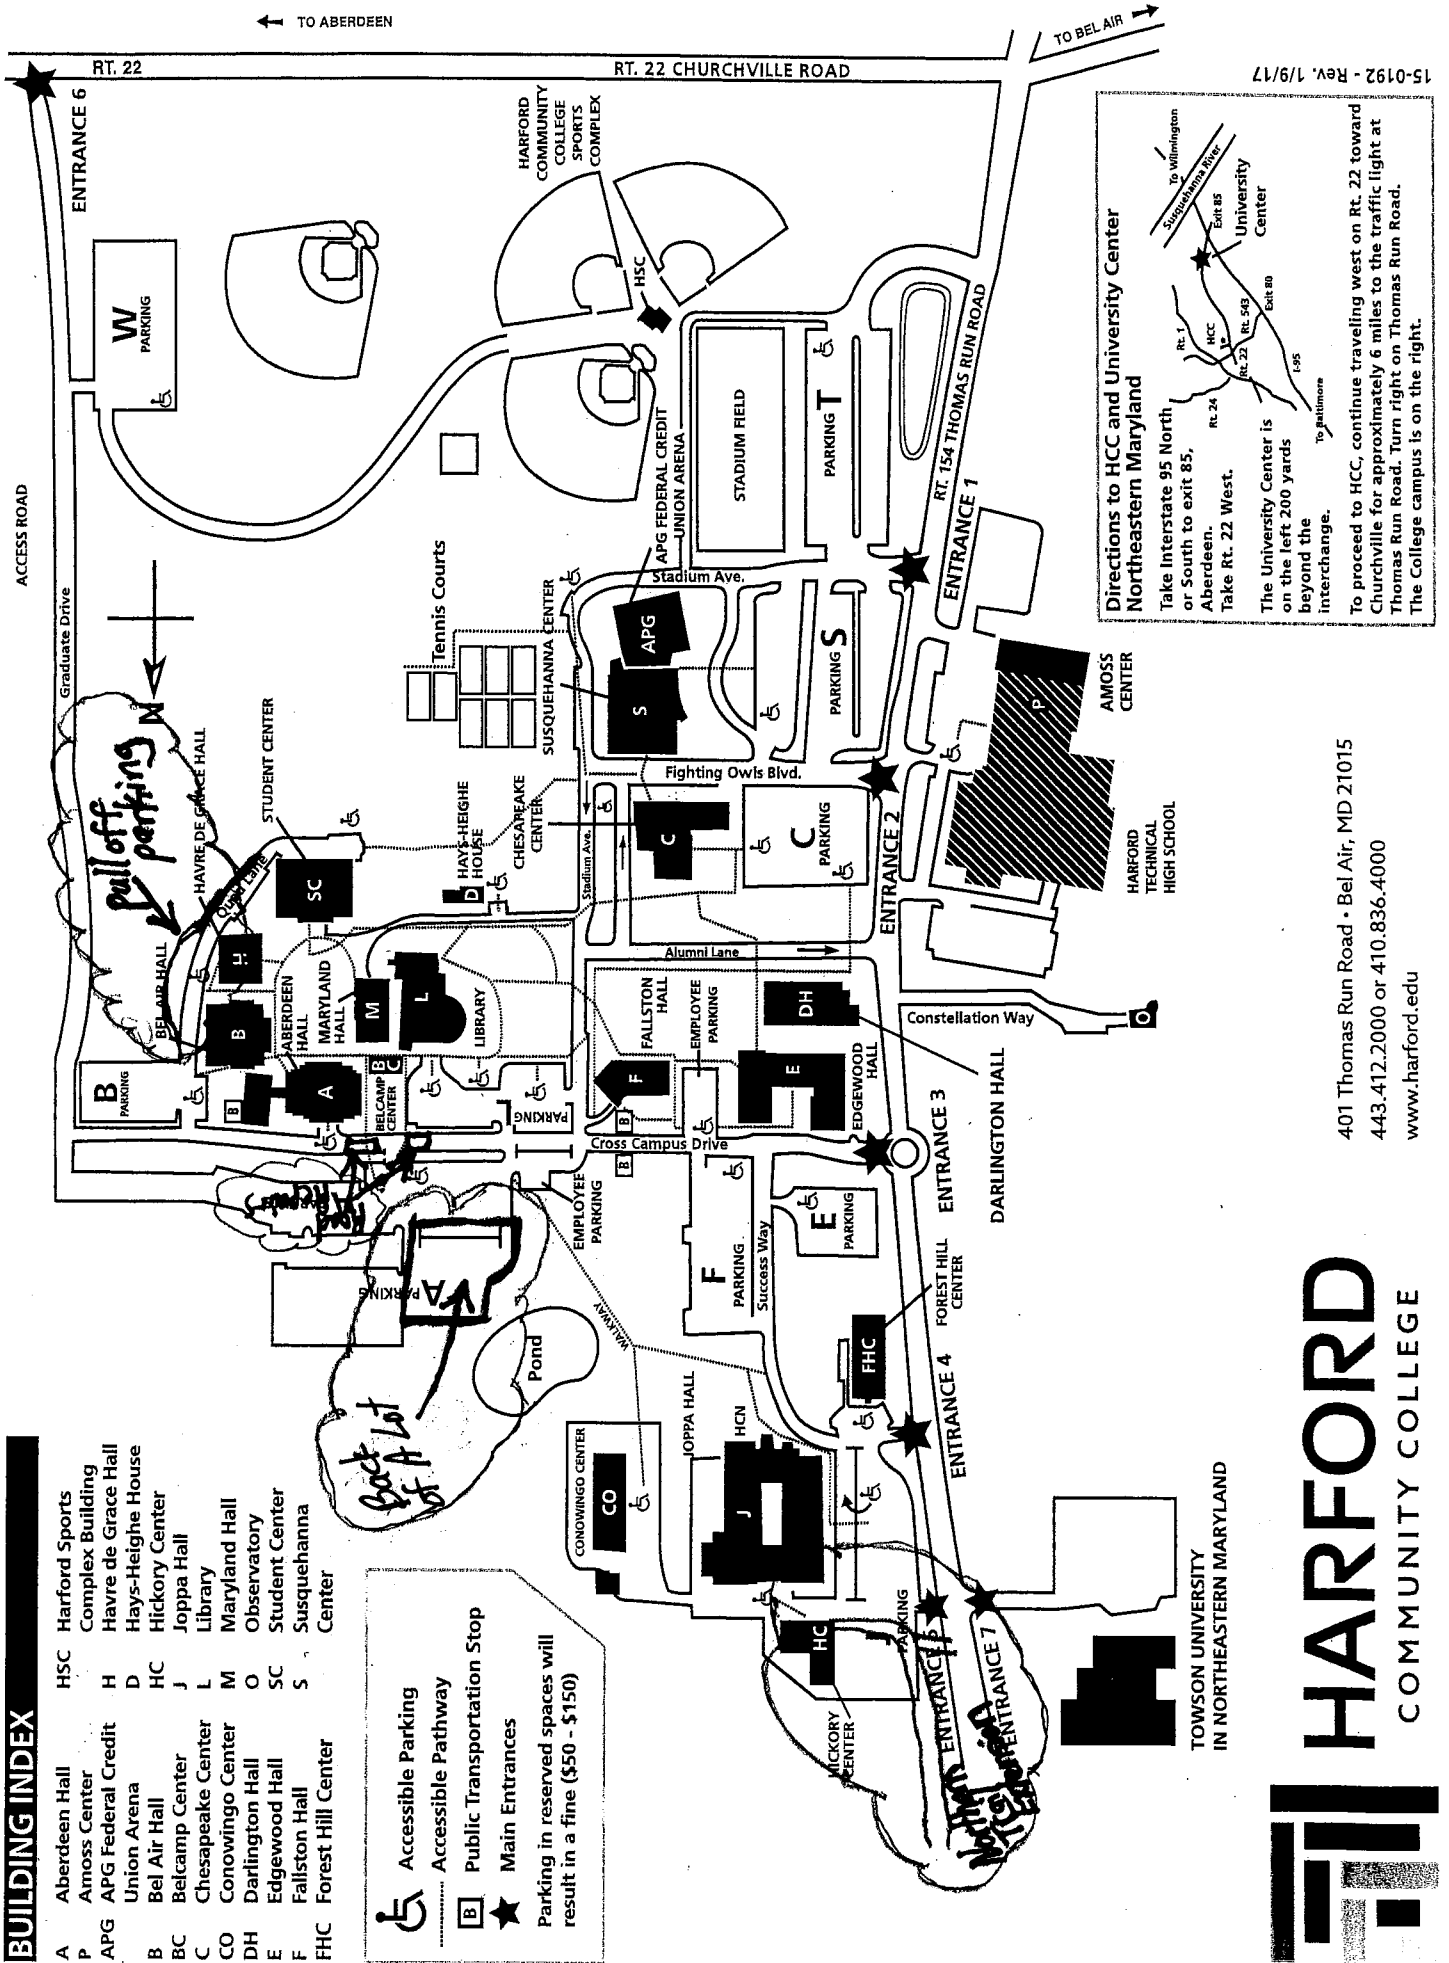 BUILDING INDEX
A Aberdeen Hall
P Amoss Center
APG APG Federal Credit
Union Arena
B Bel Air Hall
BC Belcamp Center
C Chesapeake Center
CO Conowingo Center
DH Darlington Hall
E Edgewood Hall
F Fallston Hall
FHC Forest Hill Center
HSC Harford Sports
Complex Building
H Havre de Grace Hall
D Hays-Heighe House
HC Hickory Center
J Joppa Hall
L Library
M Maryland Hall
O Observatory
SC Student Center
S Susquehanna
Center
Accessible Parking
Accessible Pathway
B Public Transportation Stop
Main Entrances
Parking in reserved spaces will
result in a fine ($50 - $150)
ACCESS ROAD
Graduate Drive
RT. 22
ENTRANCE 6
TO ABERDEEN
RT. 22 CHURCHVILLE ROAD
TO BEL AIR
W
PARKING
HARFORD
COMMUNITY
COLLEGE
SPORTS
COMPLEX
HSC
N
pull off
parking
HAVRE DE GRACE HALL
STUDENT CENTER
Quad Lane
BEL AIR HALL
B
PARKING
H
SC
B
ABERDEEN
HALL
MARYLAND
HALL
M
L
LIBRARY
A
B
BC
BELCAMP
CENTER
PARKING
A
PARKING
Back
of A Lot
Pond
EMPLOYEE
PARKING
WALKWAY
Tennis Courts
SUSQUEHANNA CENTER
HAYS-HEIGHE
HOUSE
D
CHESAPEAKE
CENTER
Stadium Ave.
APG FEDERAL CREDIT
UNION ARENA
Stadium Ave.
APG
S
STADIUM FIELD
PARKING T
PARKING S
Fighting Owls Blvd.
C
C
PARKING
Alumni Lane
RT. 154 THOMAS RUN ROAD
ENTRANCE 1
ENTRANCE 2
P
AMOSS
CENTER
HARFORD
TECHNICAL
HIGH SCHOOL
FALLSTON
HALL
F
EMPLOYEE
PARKING
DH
E
EDGEWOOD
HALL
DARLINGTON HALL
Constellation Way
O
B
B
Cross Campus Drive
ENTRANCE 3
F
PARKING
Success Way
E
PARKING
FOREST HILL
CENTER
FHC
ENTRANCE 4
CONOWINGO CENTER
CO
JOPPA HALL
HCN
J
HC
HICKORY
CENTER
PARKING
ENTRANCE 5
ENTRANCE 7
TOWSON UNIVERSITY
IN NORTHEASTERN MARYLAND
15-0192 - Rev. 1/9/17
Directions to HCC and University Center
Northeastern Maryland
Take Interstate 95 North
or South to exit 85,
Aberdeen.
Take Rt. 22 West.
The University Center is
on the left 200 yards
beyond the
interchange.
To proceed to HCC, continue traveling west on Rt. 22 toward
Churchville for approximately 6 miles to the traffic light at
Thomas Run Road. Turn right on Thomas Run Road.
The College campus is on the right.
To Wilmington
Susquehanna River
Exit 85
University
Center
Rt. 1
HCC
Rt. 22
Rt. 543
Exit 80
Rt. 24
I-95
To Baltimore
401 Thomas Run Road • Bel Air, MD 21015
443.412.2000 or 410.836.4000
www.harford.edu
HARFORD
COMMUNITY COLLEGE